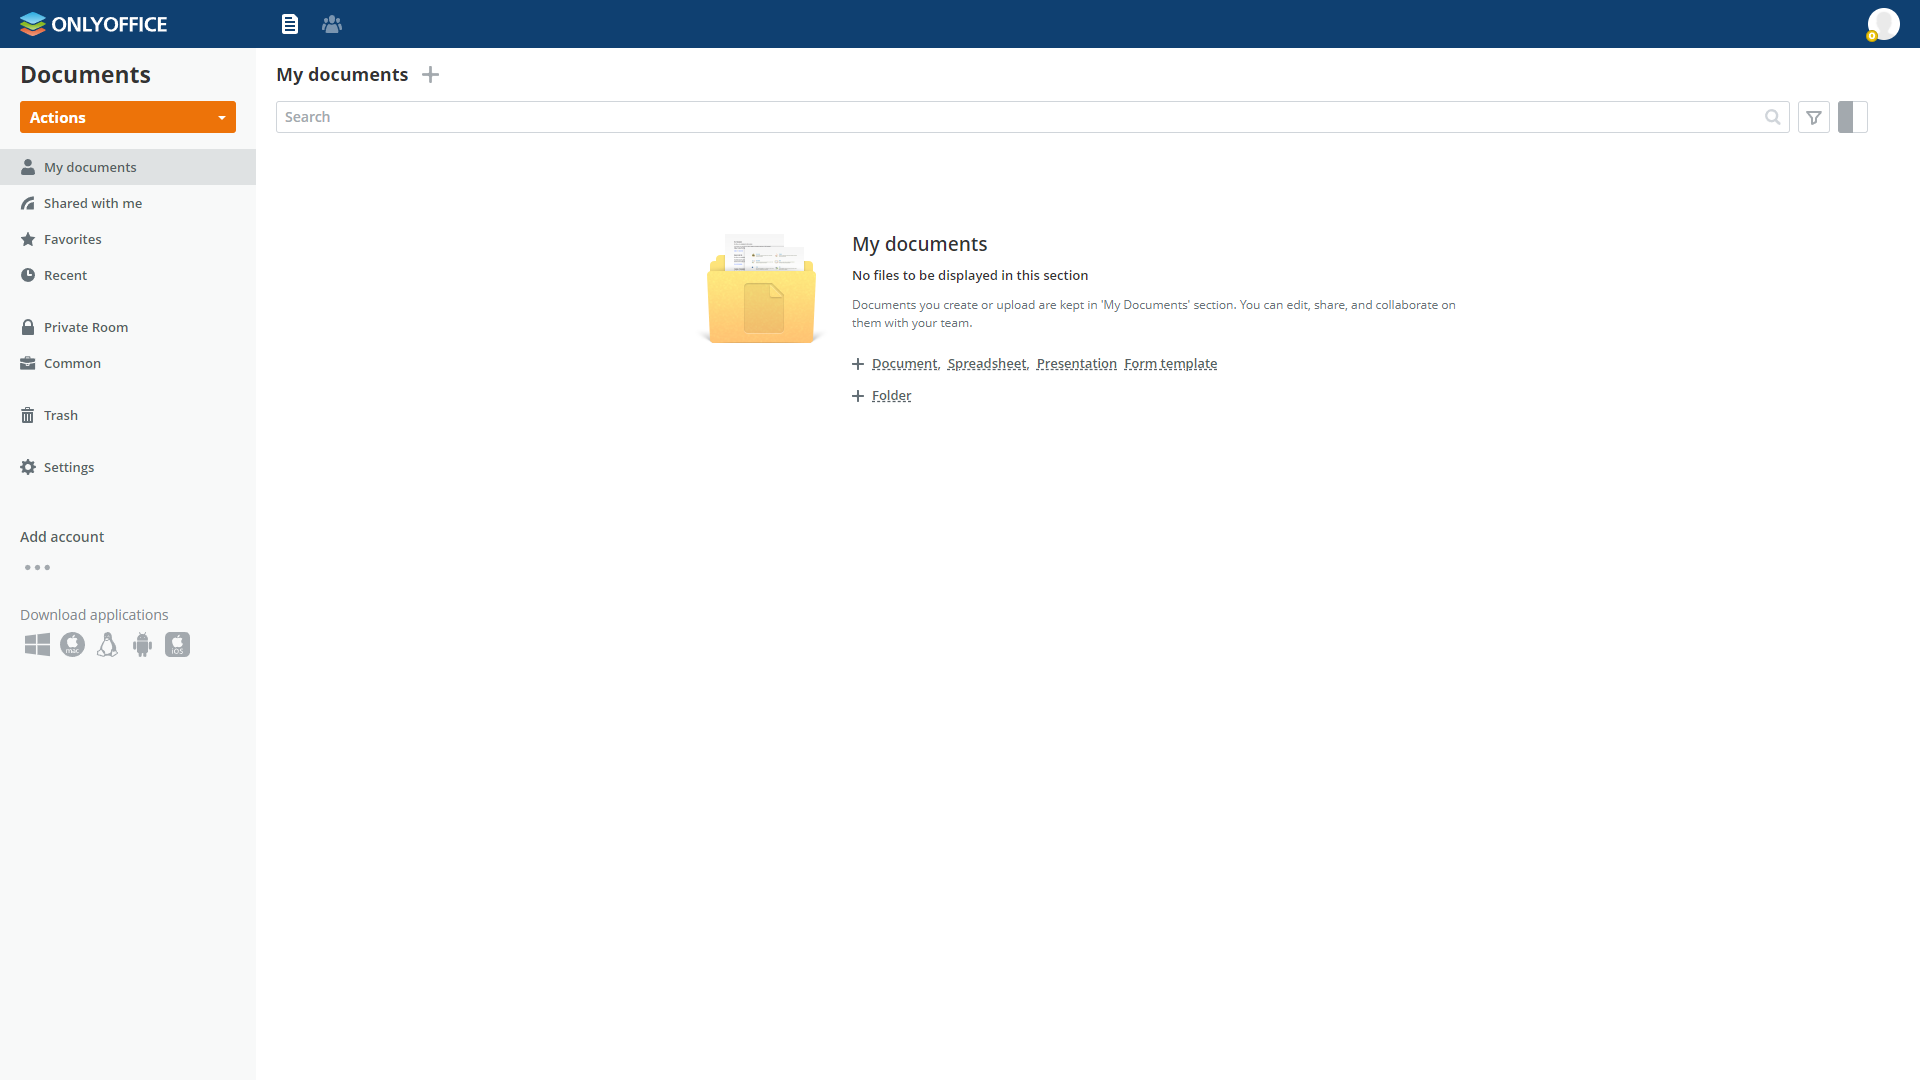 ONLYOFFICE
Documents
My documents
Actions
Search
My documents
Shared with me
Favorites
Recent
Private Room
Common
Trash
Settings
Add account
Download applications
mac
iOS
My documents
No files to be displayed in this section
Documents you create or upload are kept in 'My Documents' section. You can edit, share, and collaborate on
them with your team.
Document, Spreadsheet, Presentation Form template
Folder